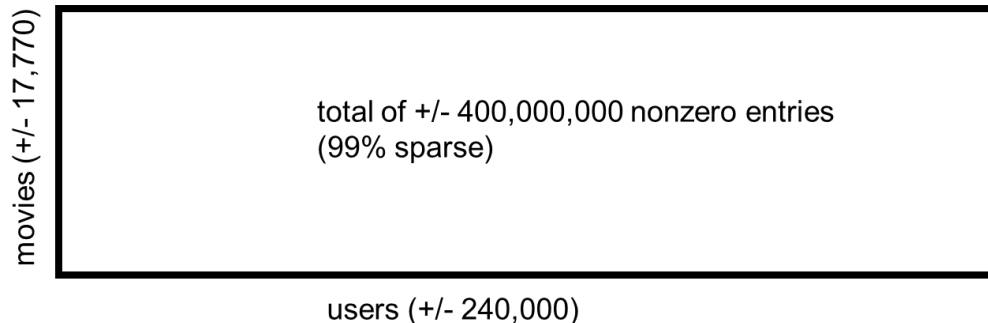 movies (+/- 17,770)
total of +/- 400,000,000 nonzero entries
(99% sparse)
users (+/- 240,000)